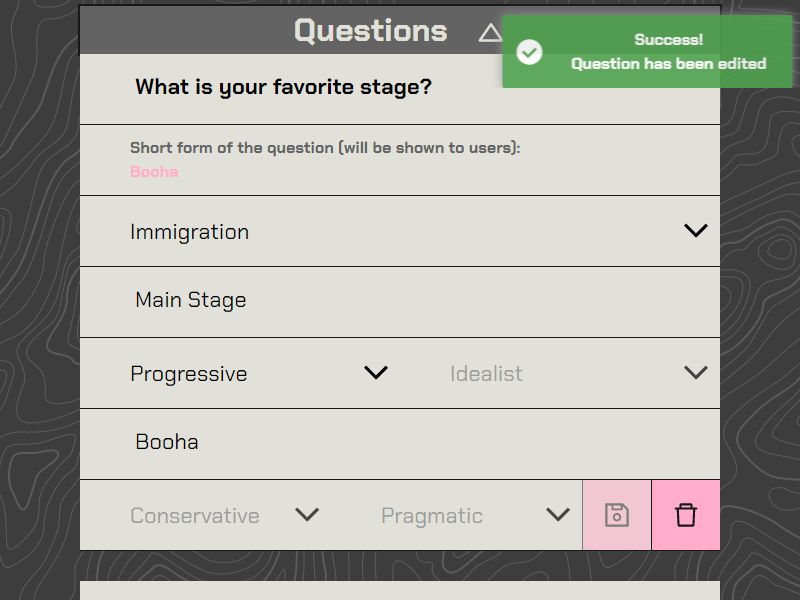 Questions
Success!
Question has been edited
What is your favorite stage?
Short form of the question (will be shown to users):
Booha
Immigration
Main Stage
Progressive Idealist
Booha
Conservative Pragmatic